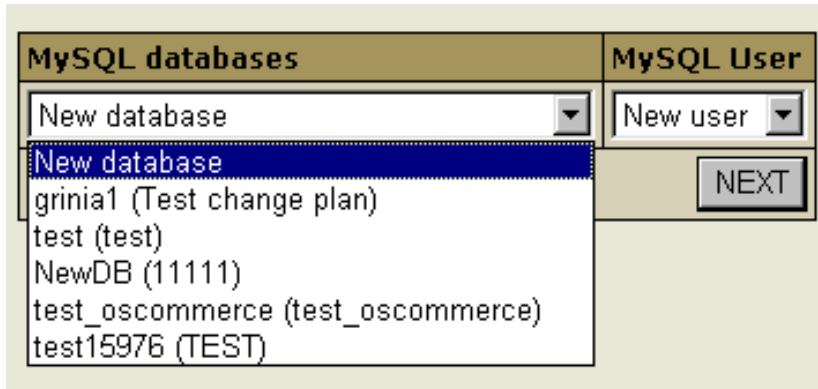 MySQL databases MySQL User
New database New user
New database
NEXT
grinia1 (Test change plan)
test (test)
NewDB (11111)
test_oscommerce (test_oscommerce)
test15976 (TEST)